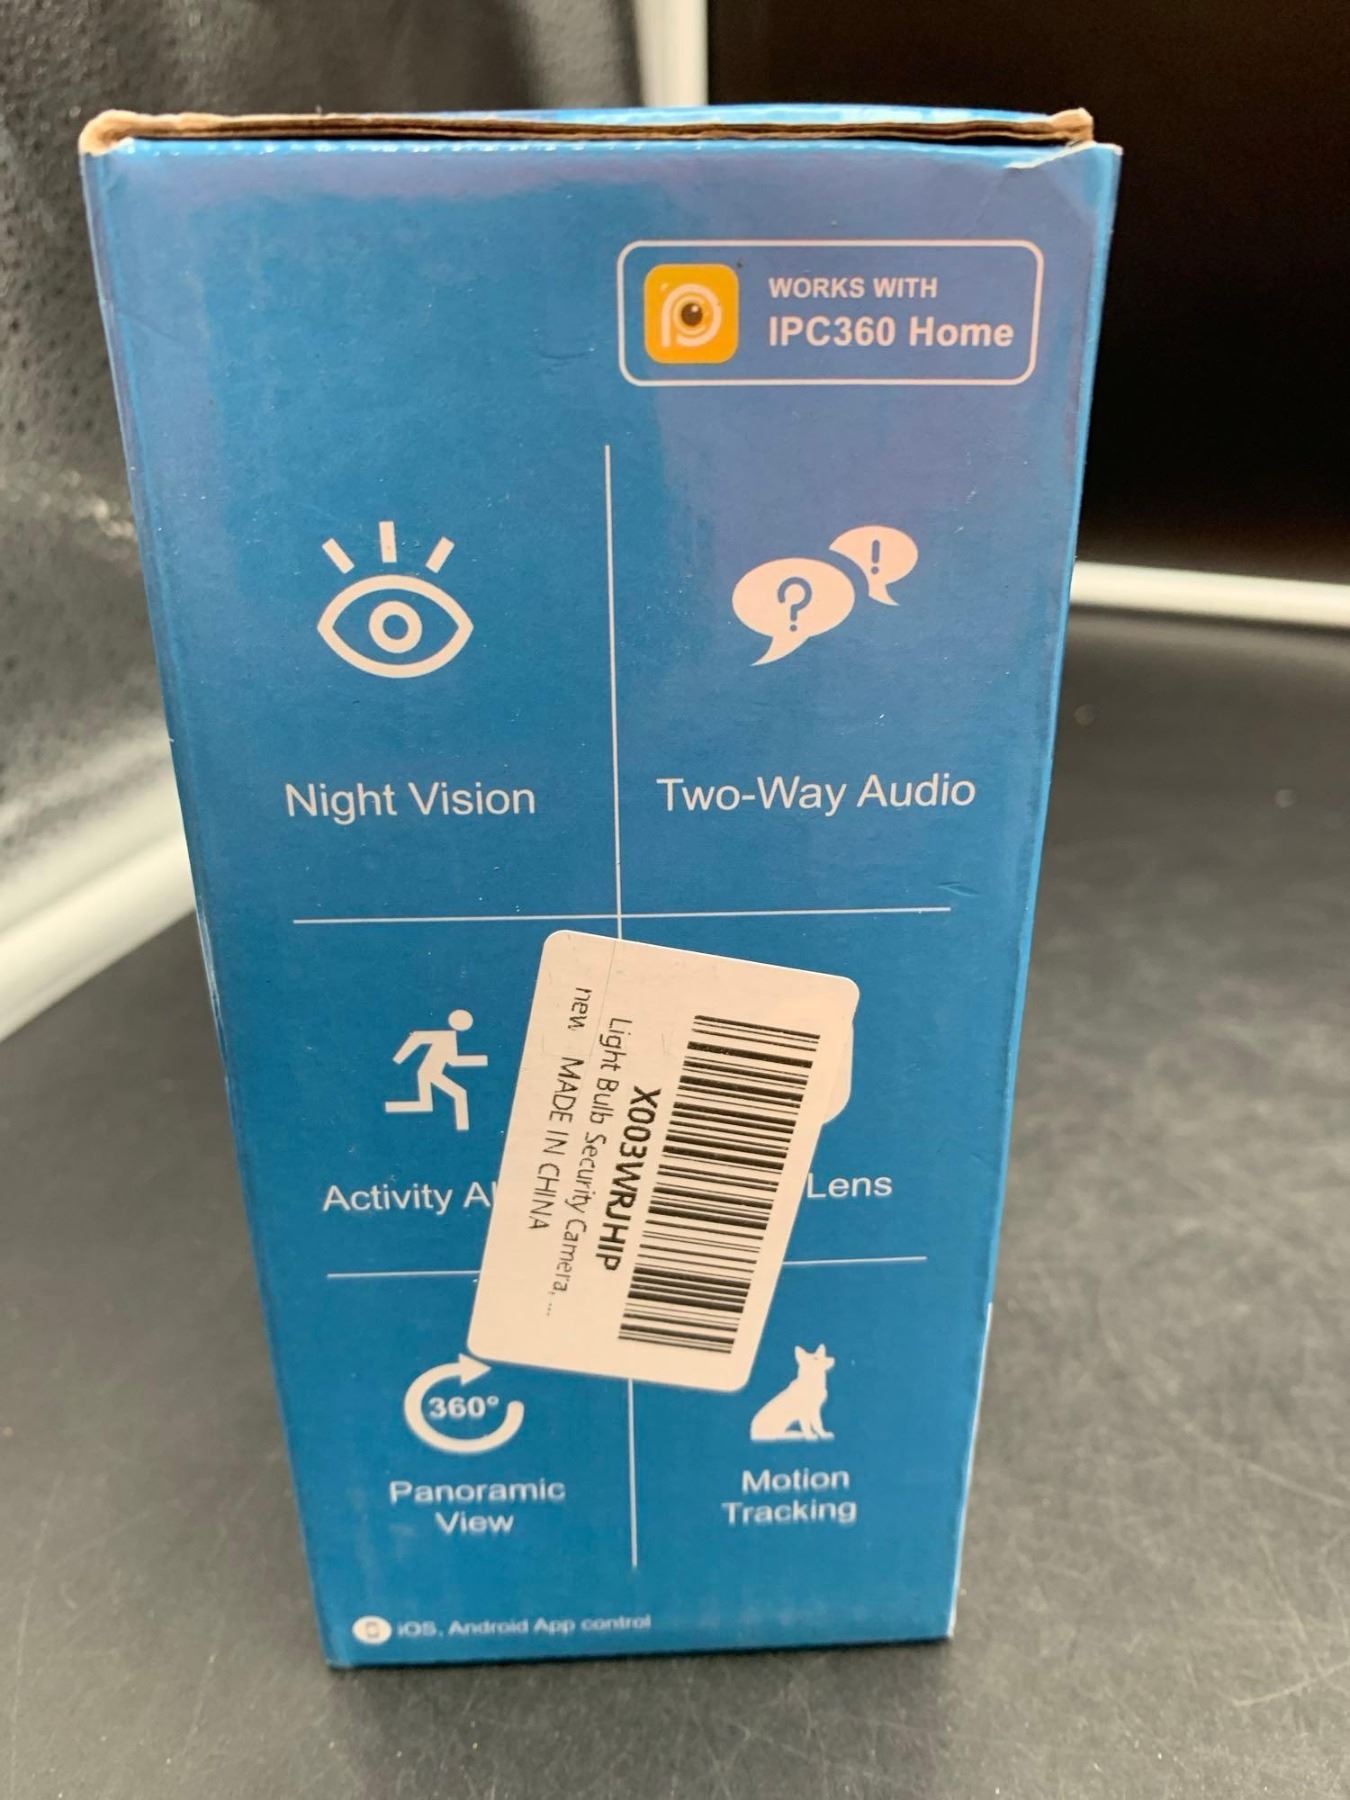 WORKS WITH
IPC360 Home
Night Vision
Two-Way Audio
Activity
Lens
X003WRJHIP
Light Bulb Security Camera,...
new MADE IN CHINA
360°
Panoramic
View
Motion
Tracking
iOS, Android App control